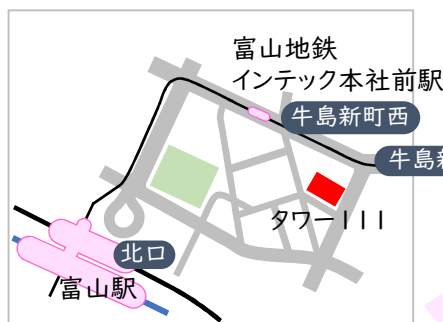 富山地鉄
インテック本社前駅
牛島新町西
牛島新
タワー111
北口
富山駅